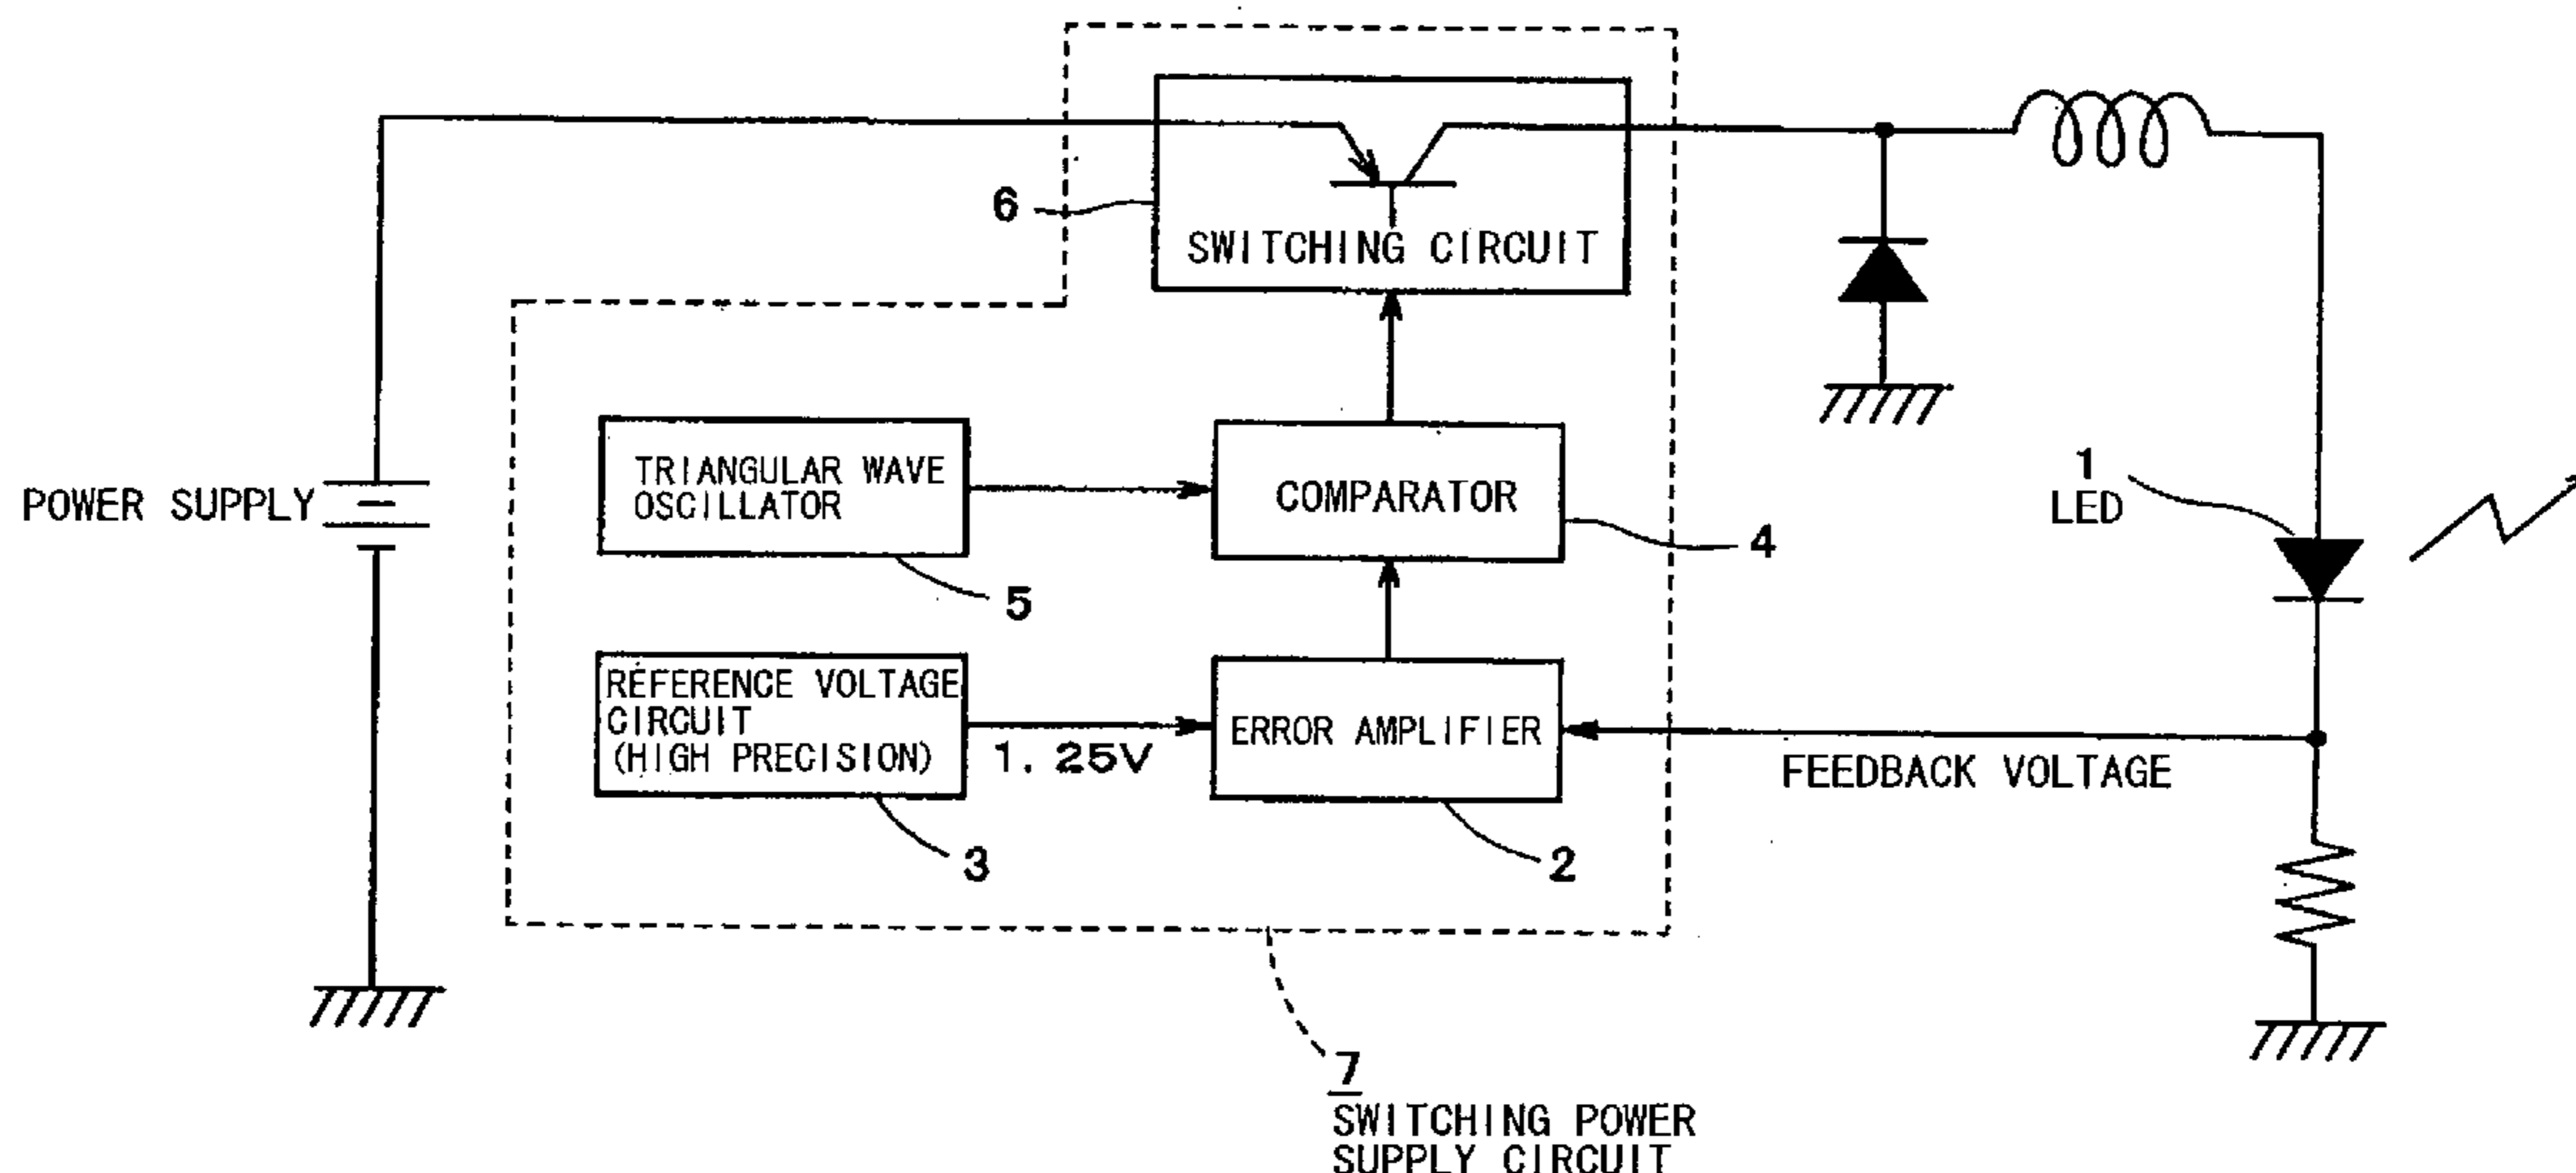 6
SWITCHING CIRCUIT
POWER SUPPLY
TRIANGULAR WAVE
OSCILLATOR
5
COMPARATOR
4
1
LED
REFERENCE VOLTAGE
CIRCUIT
(HIGH PRECISION)
3
1.25V
ERROR AMPLIFIER
2
FEEDBACK VOLTAGE
7
SWITCHING POWER
SUPPLY CIRCUIT